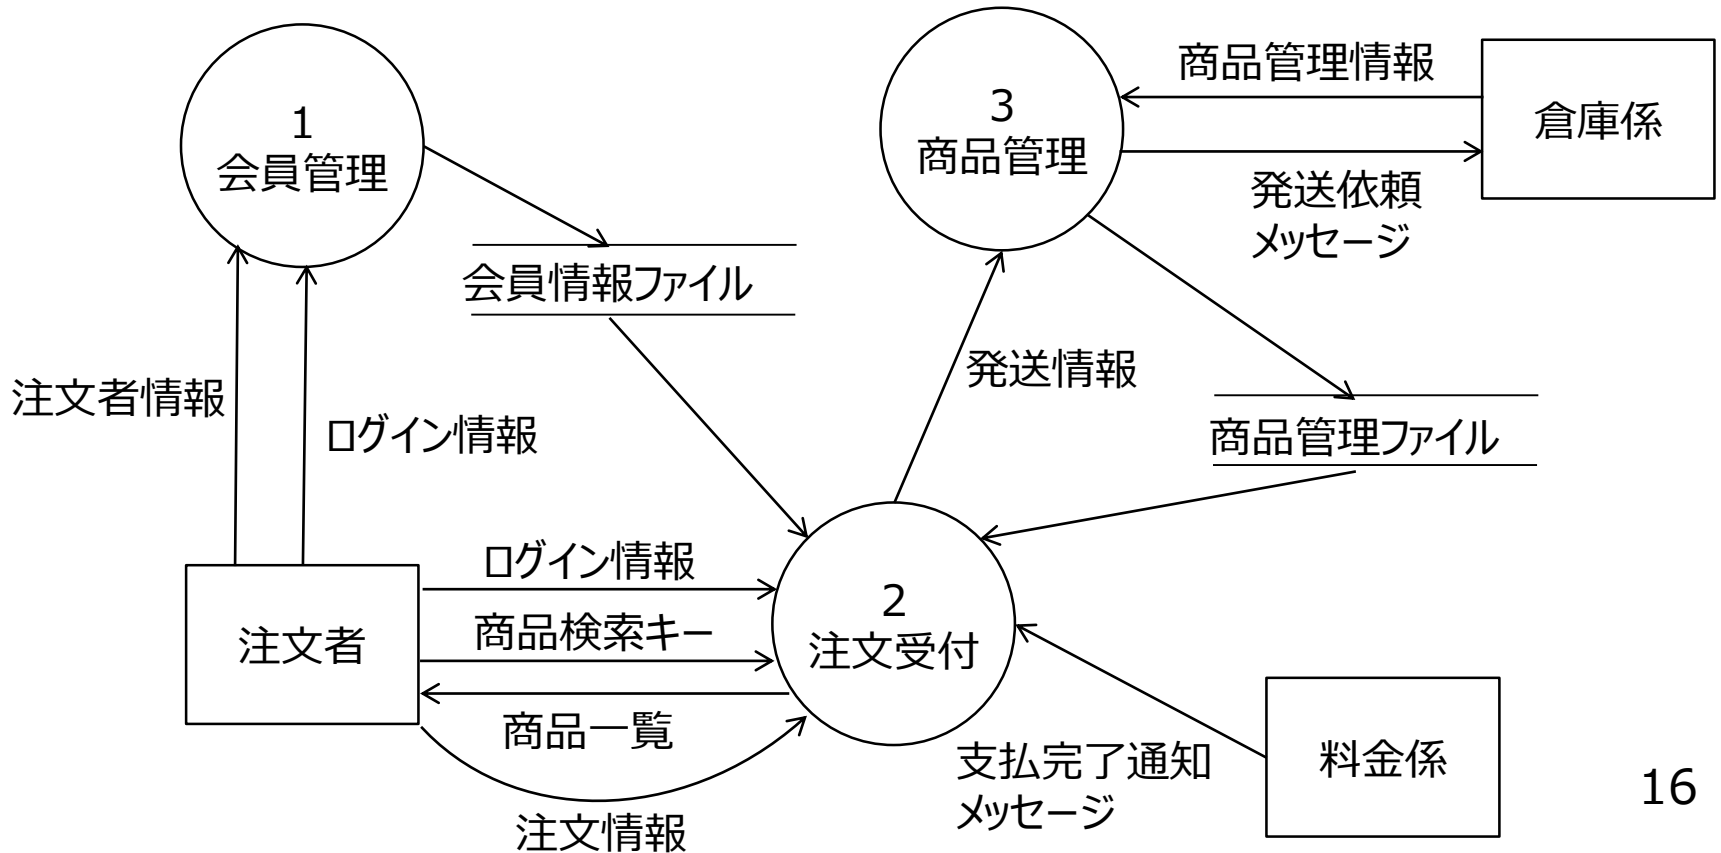 1
会員管理
3
商品管理
商品管理情報
倉庫係
発送依頼
メッセージ
会員情報ファイル
発送情報
注文者情報
ログイン情報
商品管理ファイル
ログイン情報
商品検索キー
注文者
2
注文受付
商品一覧
支払完了通知
メッセージ
料金係
注文情報
16